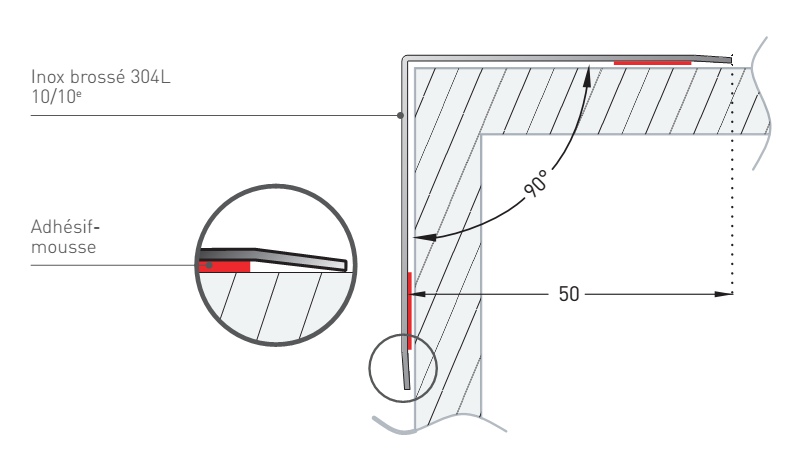 Inox brossé 304L
10/10ᵉ
90°
Adhésif-
mousse
50